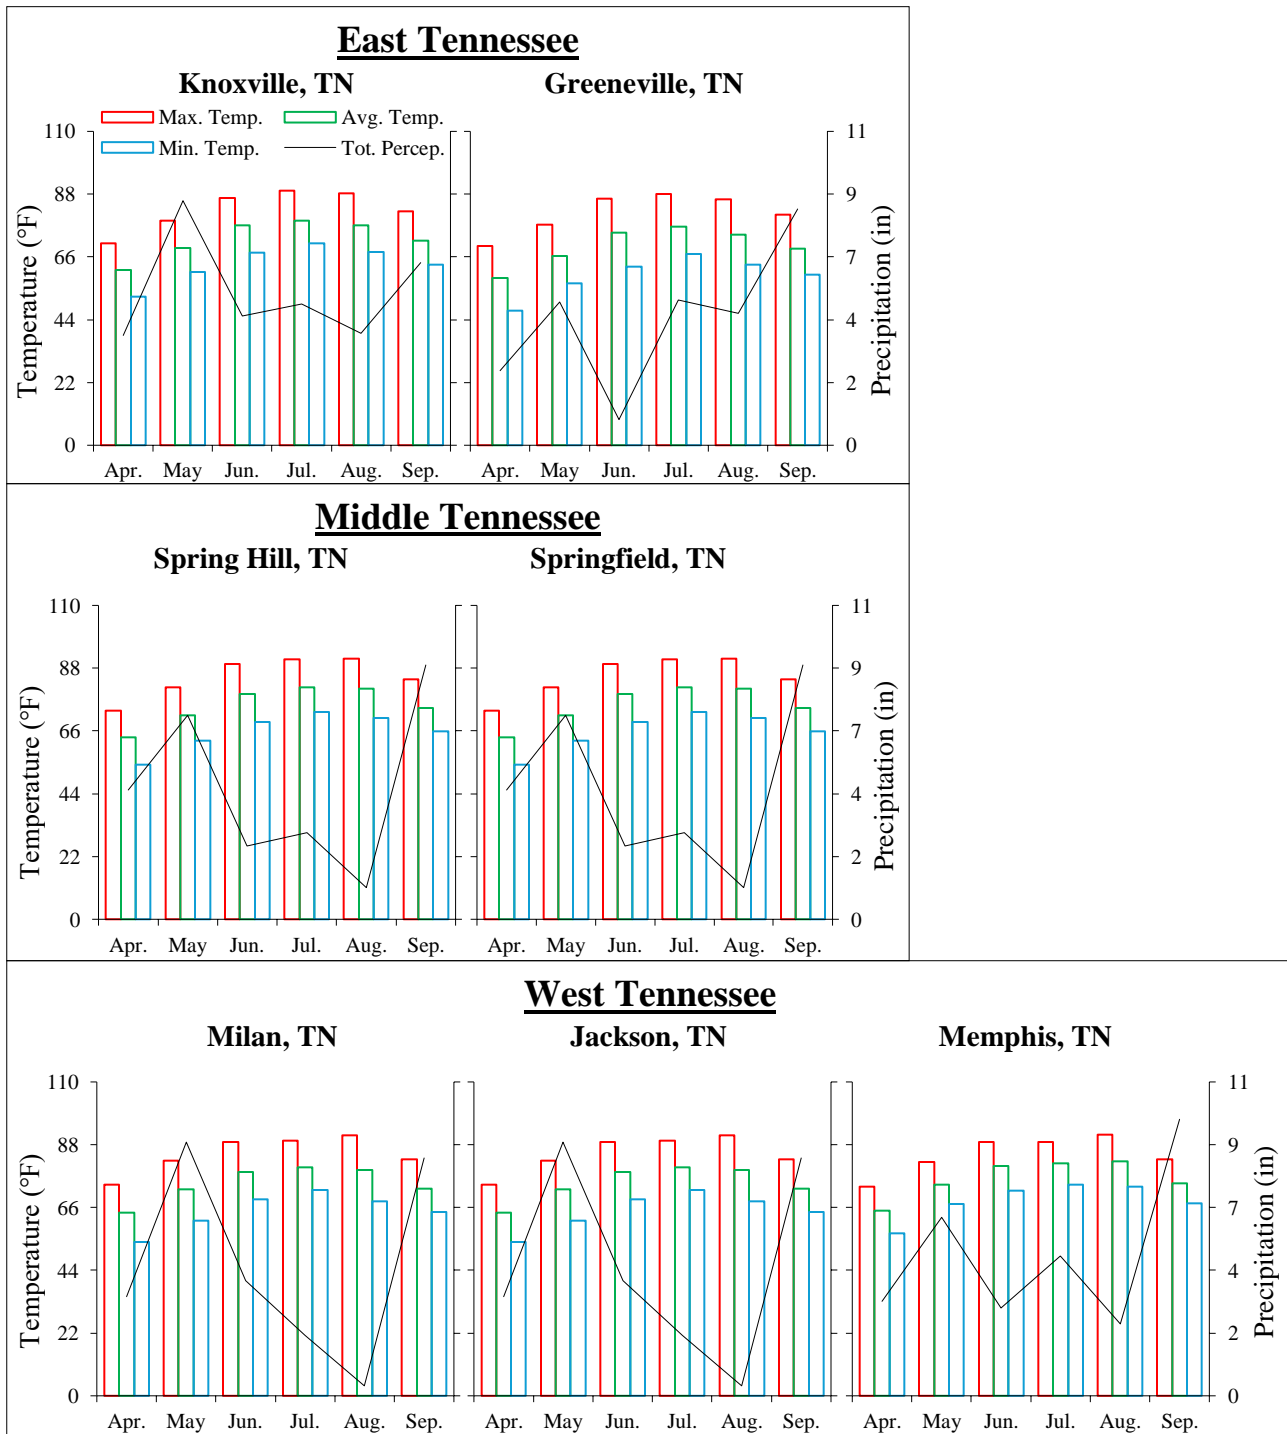 East Tennessee
Knoxville, TN Greeneville, TN
Max. Temp. Avg. Temp.
Min. Temp. Tot. Percep.
Temperature (°F)
110
88
66
44
22
0
Apr. May Jun. Jul. Aug. Sep.
Apr. May Jun. Jul. Aug. Sep.
11
9
7
4
2
0
Precipitation (in)
Middle Tennessee
Spring Hill, TN Springfield, TN
Temperature (°F)
110
88
66
44
22
0
Apr. May Jun. Jul. Aug. Sep.
Apr. May Jun. Jul. Aug. Sep.
11
9
7
4
2
0
Precipitation (in)
West Tennessee
Milan, TN Jackson, TN Memphis, TN
Temperature (°F)
110
88
66
44
22
0
Apr. May Jun. Jul. Aug. Sep.
Apr. May Jun. Jul. Aug. Sep.
Apr. May Jun. Jul. Aug. Sep.
11
9
7
4
2
0
Precipitation (in)